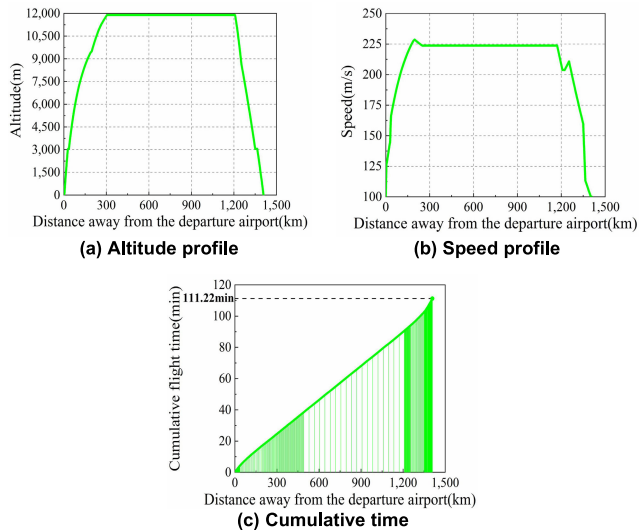 12,000
10,500
9,000
7,500
6,000
4,500
3,000
1,500
0
Altitude(m)
0 300 600 900 1,200 1,500
Distance away from the departure airport(km)
(a) Altitude profile
250
225
200
175
150
125
100
Speed(m/s)
0 300 600 900 1,200 1,500
Distance away from the departure airport(km)
(b) Speed profile
120
111.22min
100
80
60
40
20
0
Cumulative flight time(min)
0 300 600 900 1,200 1,500
Distance away from the departure airport(km)
(c) Cumulative time